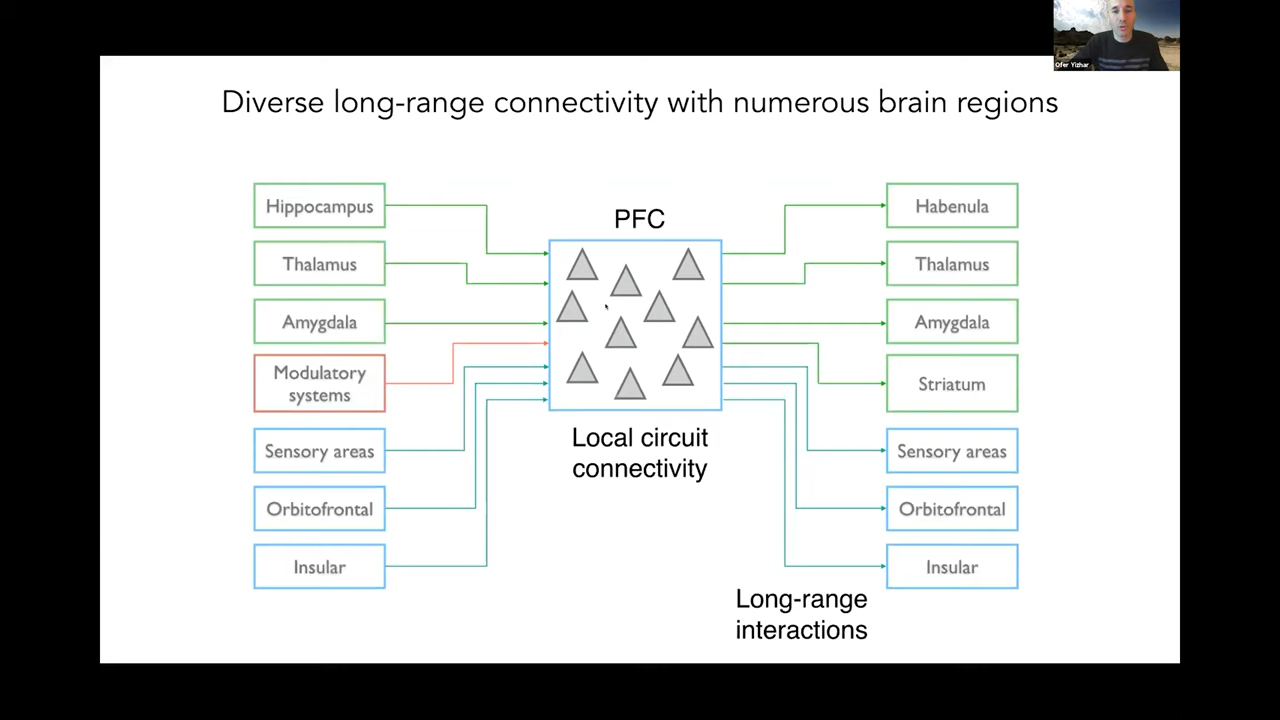 Ofer Yizhar
Diverse long-range connectivity with numerous brain regions
Hippocampus
Thalamus
Amygdala
Modulatory
systems
Sensory areas
Orbitofrontal
Insular
PFC
Local circuit
connectivity
Habenula
Thalamus
Amygdala
Striatum
Sensory areas
Orbitofrontal
Insular
Long-range
interactions